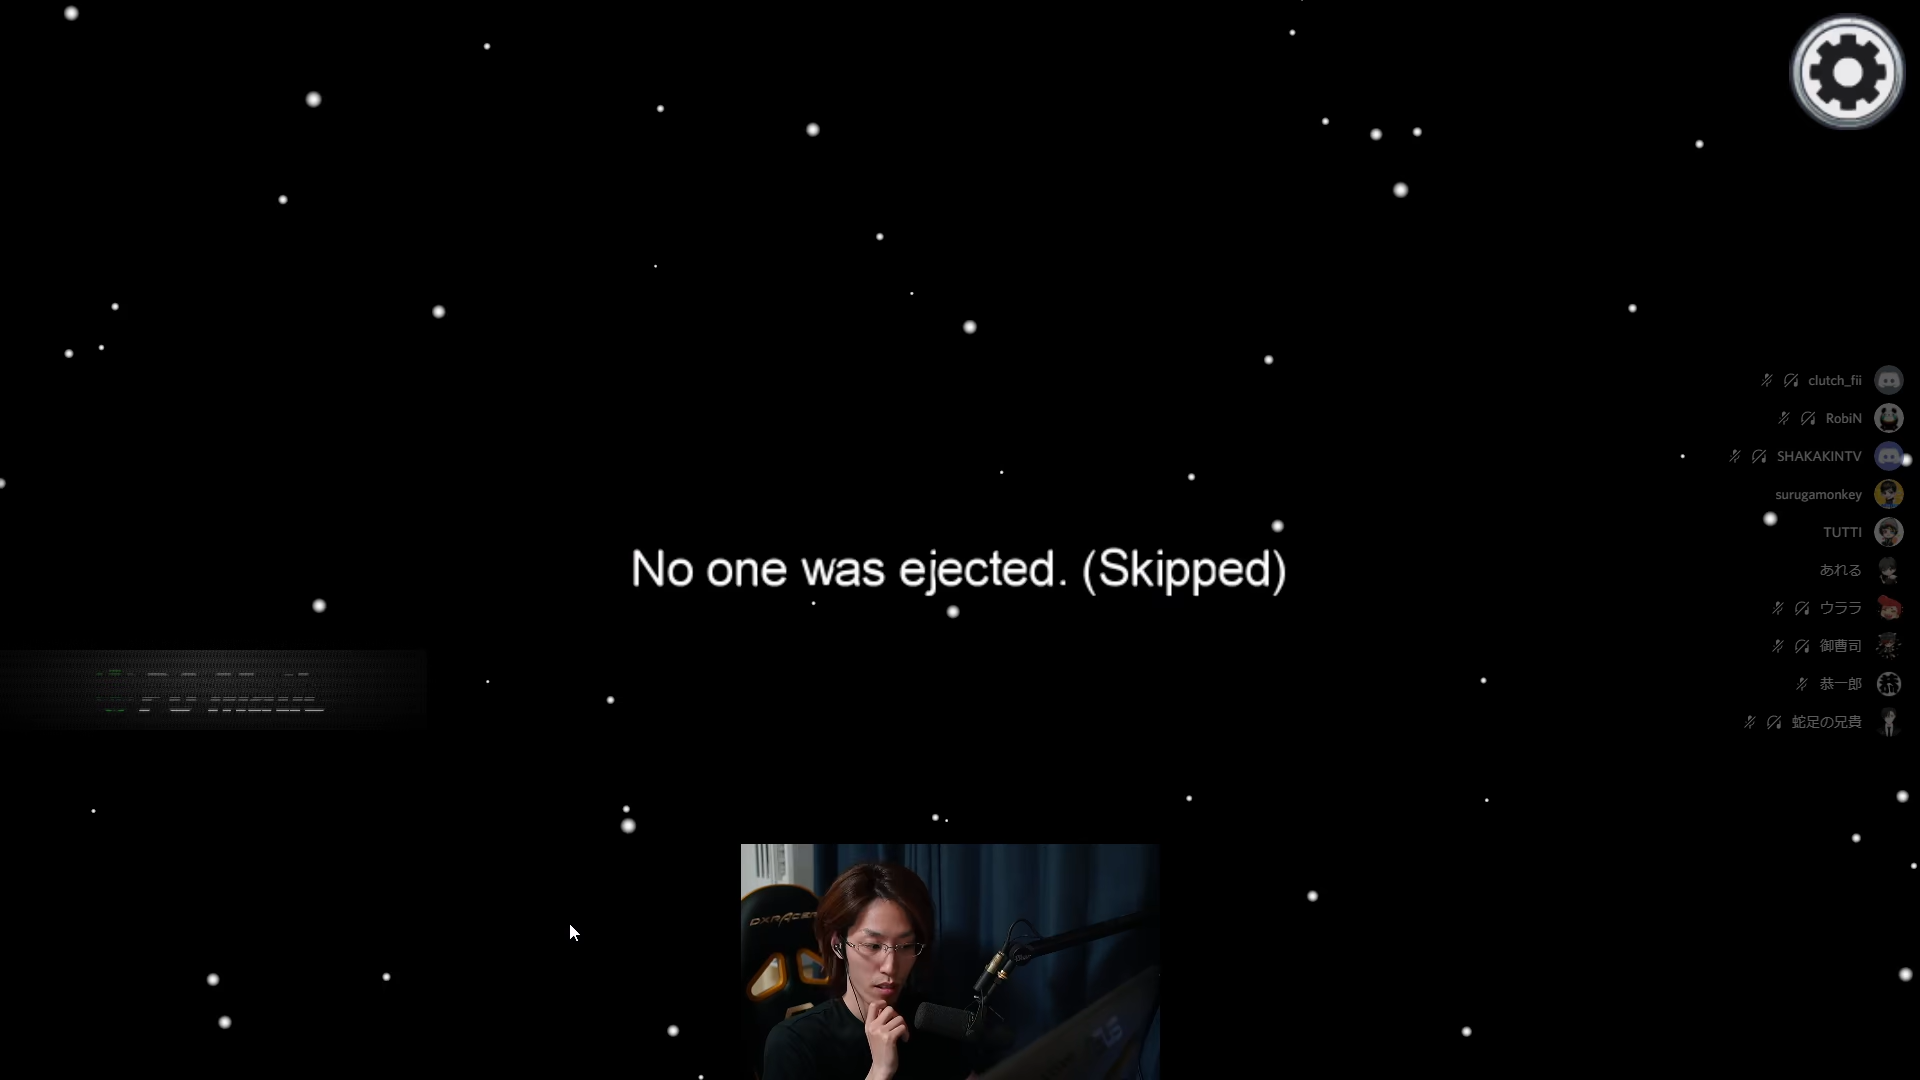 No one was ejected. (Skipped)
clutch_fii
RobiN
SHAKAKINTV
surugamonkey
TUTTI
あれる
ウララ
御曹司
恭一郎
蛇足の兄貴
DXRACER